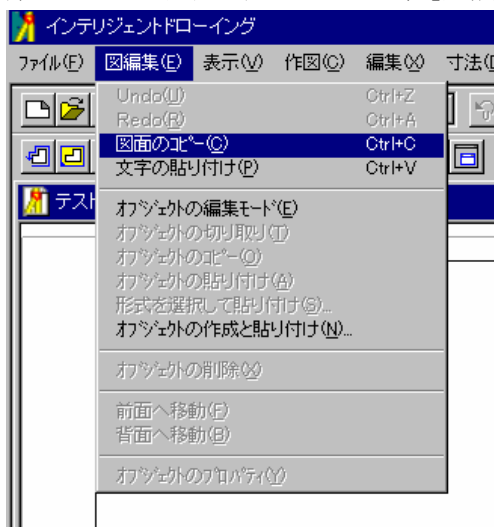 インテリジェントドローイング
ﾌｧｲﾙ(F) 図編集(E) 表示(V) 作図(C) 編集(X) 寸法(
Undo(U) Ctrl+Z
Redo(R) Ctrl+A
図面のｺﾋﾟｰ(C) Ctrl+C
文字の貼り付け(P) Ctrl+V
テスト
ｵﾌﾞｼﾞｪｸﾄの編集ﾓｰﾄﾞ(E)
ｵﾌﾞｼﾞｪｸﾄの切り取り(T)
ｵﾌﾞｼﾞｪｸﾄのｺﾋﾟｰ(O)
ｵﾌﾞｼﾞｪｸﾄの貼り付け(A)
形式を選択して貼り付け(S)...
ｵﾌﾞｼﾞｪｸﾄの作成と貼り付け(N)...
ｵﾌﾞｼﾞｪｸﾄの削除(X)
前面へ移動(F)
背面へ移動(B)
ｵﾌﾞｼﾞｪｸﾄのﾌﾟﾛﾊﾟﾃｨ(Y)